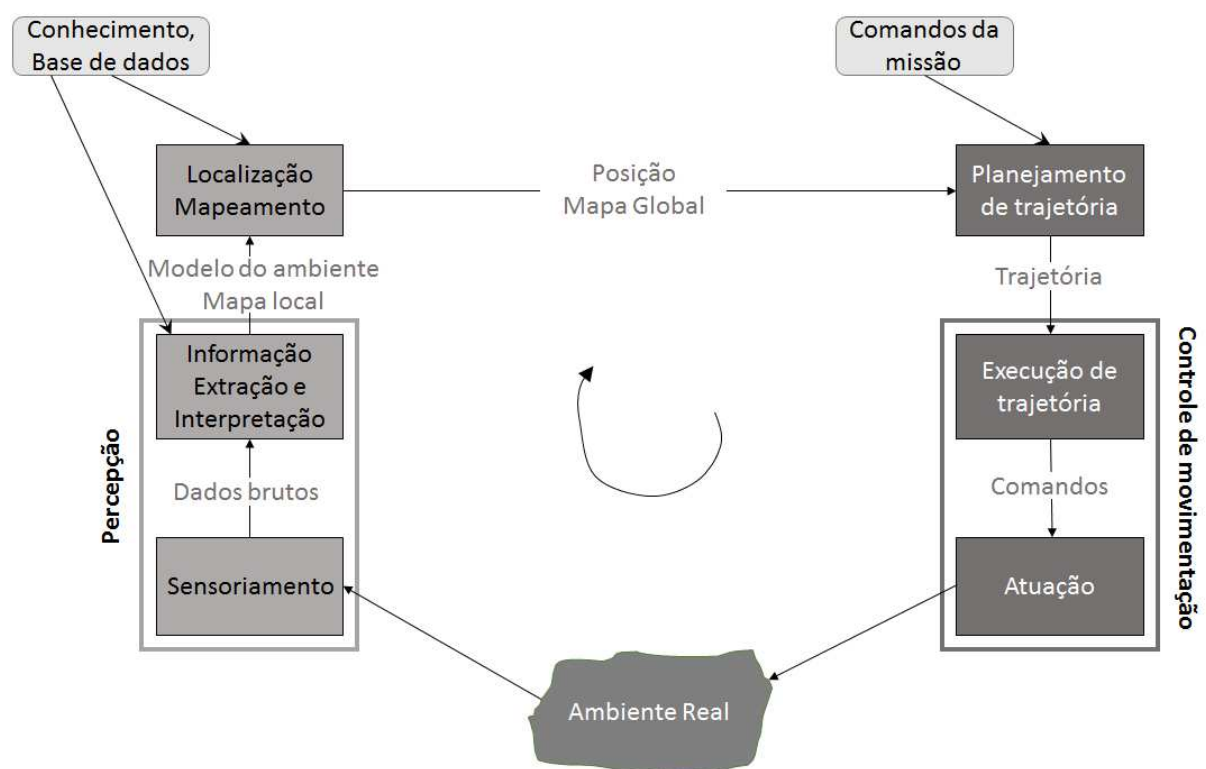 Conhecimento,
Base de dados
Comandos da
missão
Localização
Mapeamento
Posição
Mapa Global
Planejamento
de trajetória
Modelo do ambiente
Mapa local
Trajetória
Informação
Extração e
Interpretação
Execução de
trajetória
Percepção
Controle de movimentação
Dados brutos
Comandos
Sensoriamento
Atuação
Ambiente Real